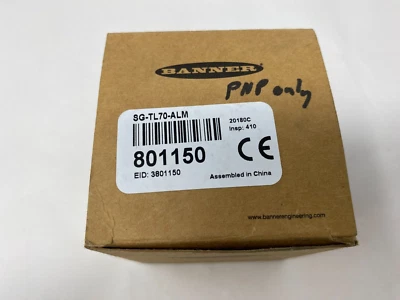 BANNER
PNP only
SG-TL70-ALM
20180C
Insp: 410
801150
CE
EID: 3801150
Assembled in China
www.bannerengineering.com